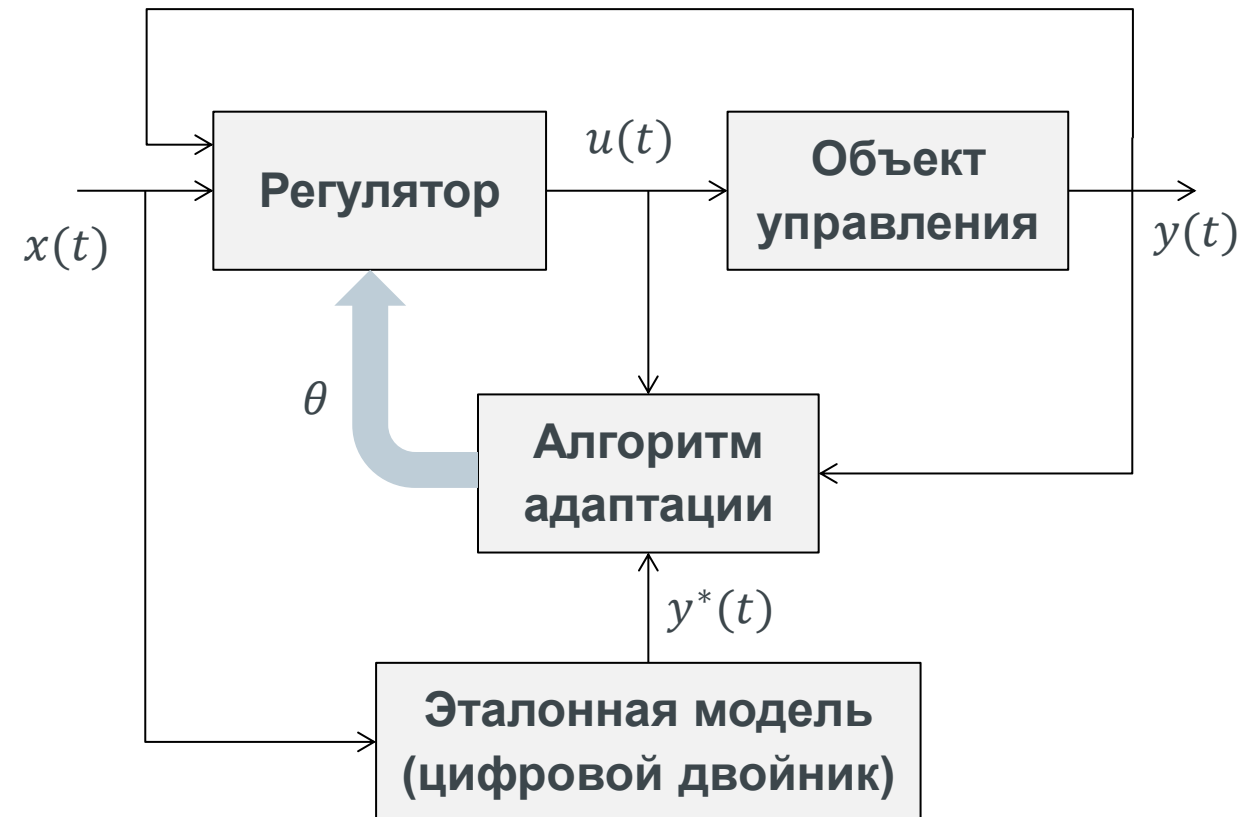 Регулятор
u(t)
Объект
управления
x(t)
y(t)
θ
Алгоритм
адаптации
y*(t)
Эталонная модель
(цифровой двойник)